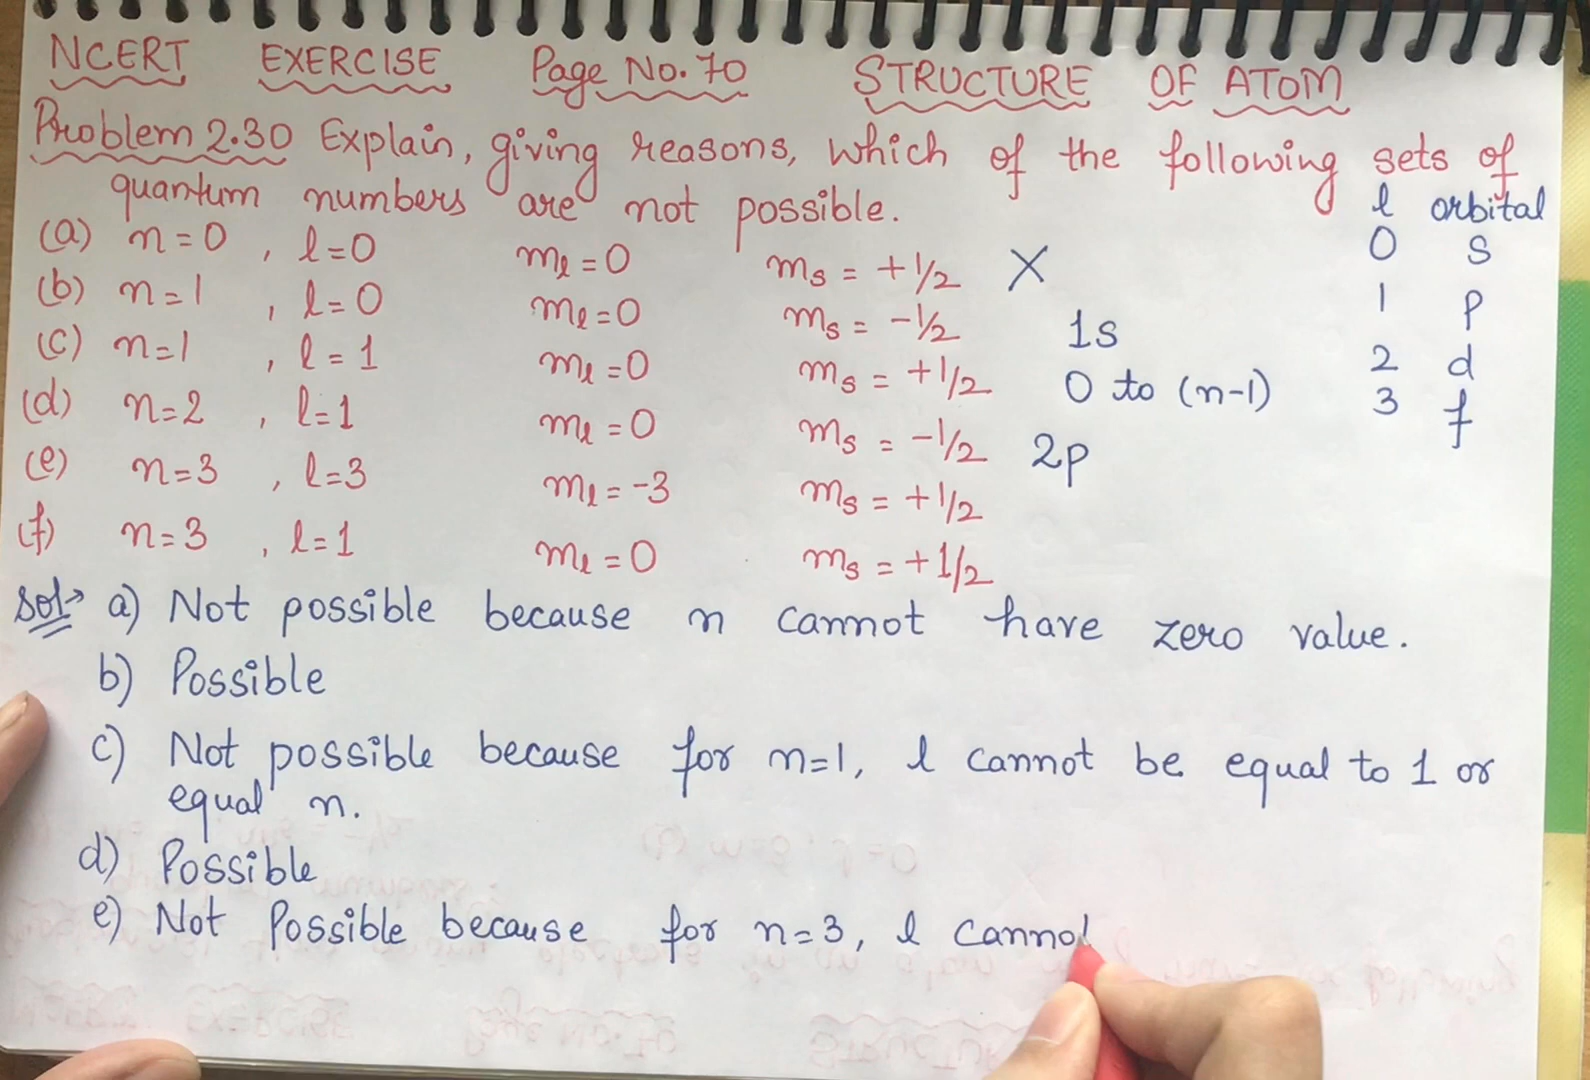 NCERT EXERCISE Page No. 70 STRUCTURE OF ATOM
Problem 2.30 Explain, giving reasons, which of the following sets of
quantum numbers are not possible.
l orbital
(a) n=0 , l=0 mₗ=0 mₛ = +1/2 X
0 s
(b) n=1 , l=0 mₗ=0 mₛ = -1/2 1s
1 p
(c) n=1 , l=1 mₗ=0 mₛ = +1/2 0 to (n-1)
2 d
(d) n=2 , l=1 mₗ=0 mₛ = -1/2 2p
3 f
(e) n=3 , l=3 mₗ=-3 mₛ = +1/2
(f) n=3 , l=1 mₗ=0 mₛ = +1/2
Sol→ a) Not possible because n cannot have zero value.
b) Possible
c) Not possible because for n=1, l cannot be equal to 1 or
equal n.
d) Possible
e) Not Possible because for n=3, l cannot